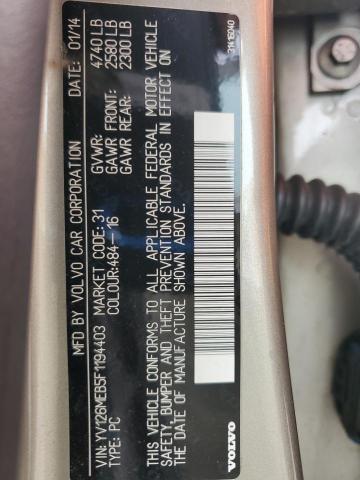 MFD BY VOLVO CAR CORPORATION DATE: 01/14
VIN: YV126MEB5F1194403 MARKET CODE: 31 GVWR: 4740 LB
TYPE: PC COLOUR:484-16 GAWR FRONT: 2580 LB
GAWR REAR: 2300 LB
THIS VEHICLE CONFORMS TO ALL APPLICABLE FEDERAL MOTOR VEHICLE
SAFETY, BUMPER AND THEFT PREVENTION STANDARDS IN EFFECT ON
DATE OF MANUFACTURE SHOWN ABOVE.
31416040
VOLVO